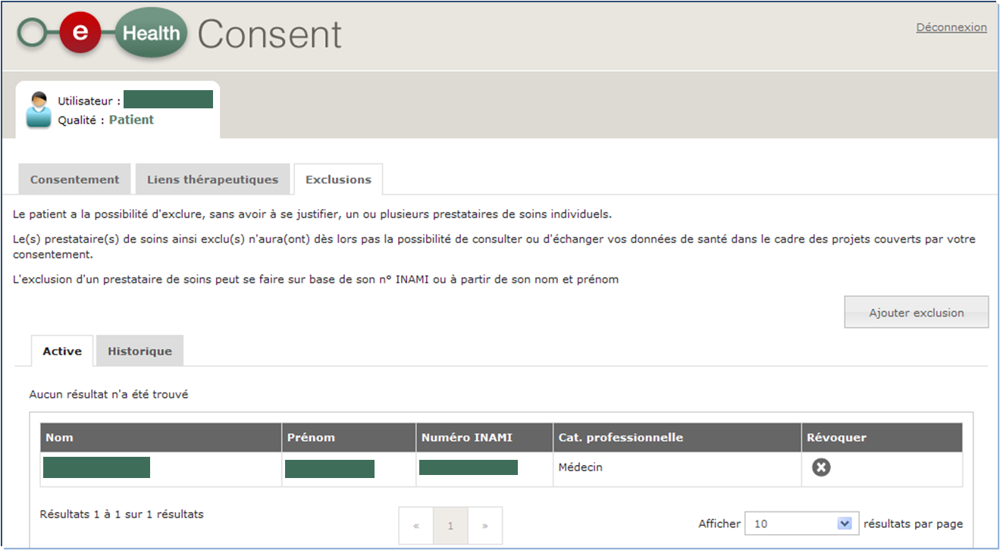 e Health Consent
Déconnexion
Utilisateur :
Qualité : Patient
Consentement Liens thérapeutiques Exclusions
Le patient a la possibilité d'exclure, sans avoir à se justifier, un ou plusieurs prestataires de soins individuels.
Le(s) prestataire(s) de soins ainsi exclu(s) n'aura(ont) dès lors pas la possibilité de consulter ou d'échanger vos données de santé dans le cadre des projets couverts par votre
consentement.
L'exclusion d'un prestataire de soins peut se faire sur base de son n° INAMI ou à partir de son nom et prénom
Ajouter exclusion
Active Historique
Aucun résultat n'a été trouvé
Nom Prénom Numéro INAMI Cat. professionnelle Révoquer
Médecin
Résultats 1 à 1 sur 1 résultats « 1 » Afficher 10 résultats par page